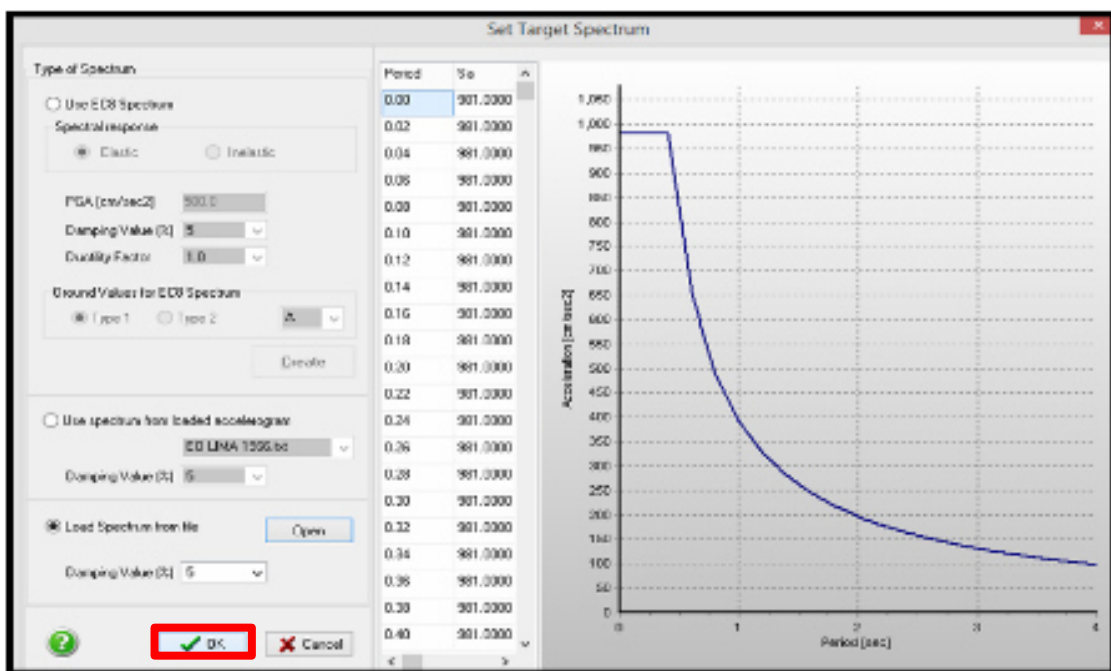 Set Target Spectrum
Type of Spectrum
Use EC8 Spectrum
Spectral response
Elastic
Inelastic
PGA [cm/sec2]
Damping Value [%] 5
Ductility Factor 1.0
Ground Values for EC8 Spectrum
Type 1
Type 2
A
Create
Use spectrum from loaded accelerogram
EQ LIMA 1966.txt
Damping Value [%] 5
Load Spectrum from file
Open
Damping Value [%] 5
OK
Cancel
Period Sa
0.00 981.0000
0.02 981.0000
0.04 981.0000
0.06 981.0000
0.08 981.0000
0.10 981.0000
0.12 981.0000
0.14 981.0000
0.16 981.0000
0.18 981.0000
0.20 981.0000
0.22 981.0000
0.24 981.0000
0.26 981.0000
0.28 981.0000
0.30 981.0000
0.32 981.0000
0.34 981.0000
0.36 981.0000
0.38 981.0000
0.40 981.0000
Acceleration [cm/sec2]
1,050
1,000
950
900
850
800
750
700
650
600
550
500
450
400
350
300
250
200
150
100
50
0
0 1 2 3 4
Period [sec]